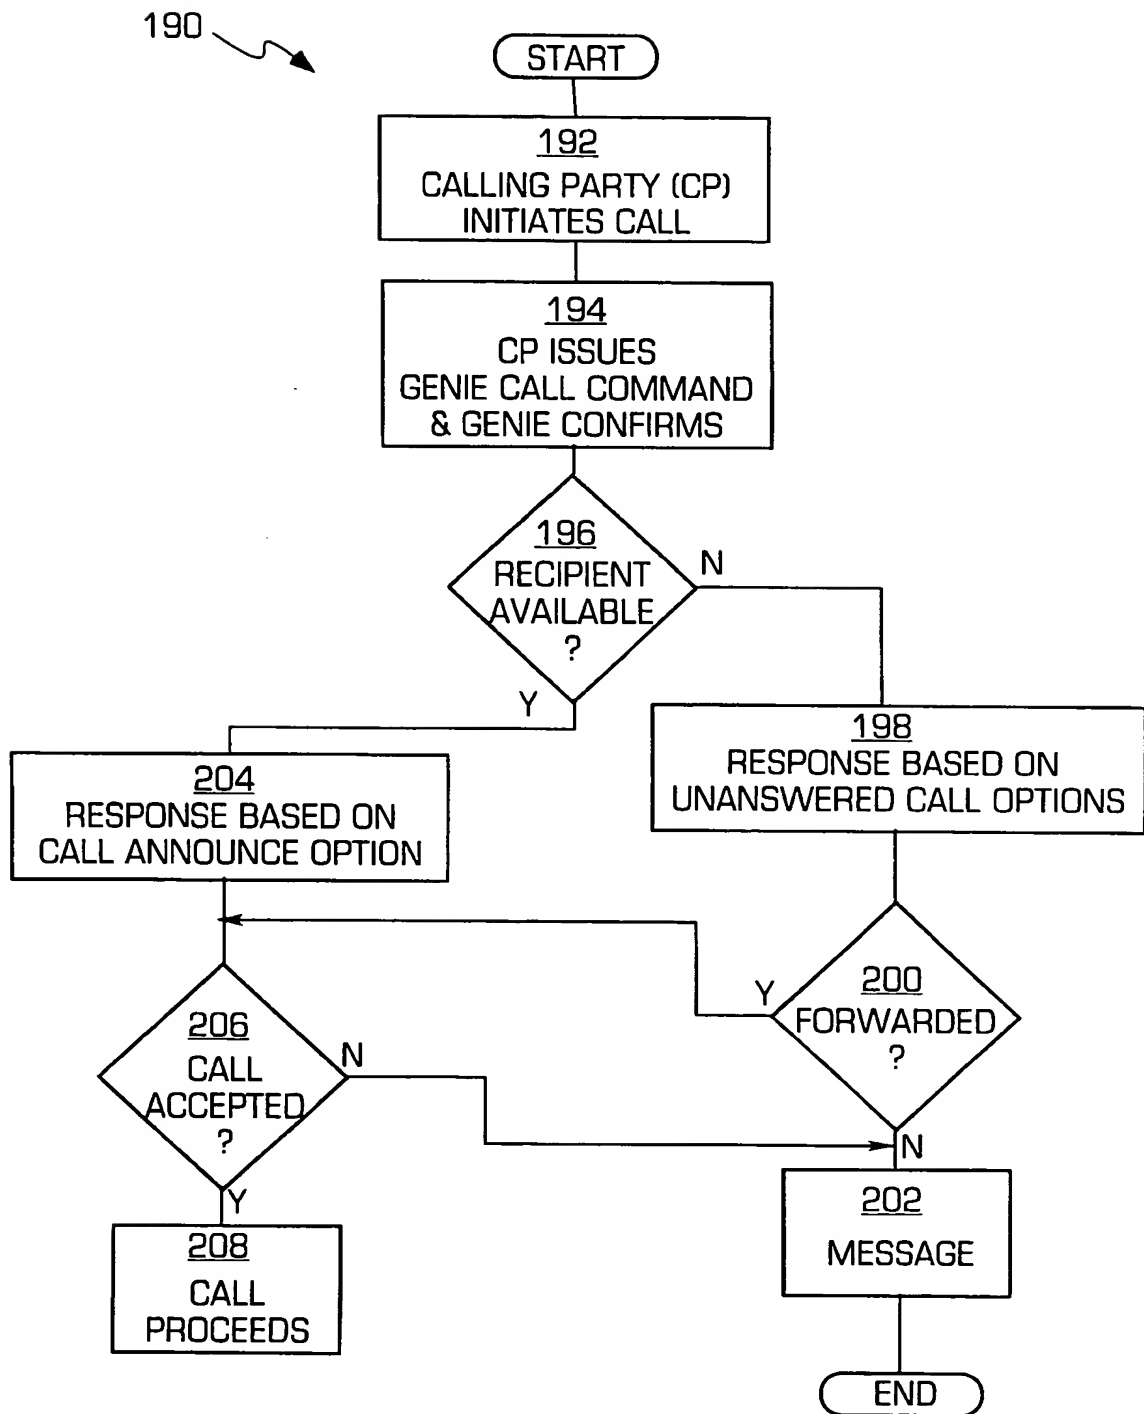 190
START
192
CALLING PARTY (CP)
INITIATES CALL
194
CP ISSUES
GENIE CALL COMMAND
& GENIE CONFIRMS
196
RECIPIENT
AVAILABLE
?
N
Y
198
RESPONSE BASED ON
UNANSWERED CALL OPTIONS
204
RESPONSE BASED ON
CALL ANNOUNCE OPTION
200
FORWARDED
?
Y
N
206
CALL
ACCEPTED
?
N
Y
202
MESSAGE
208
CALL
PROCEEDS
END